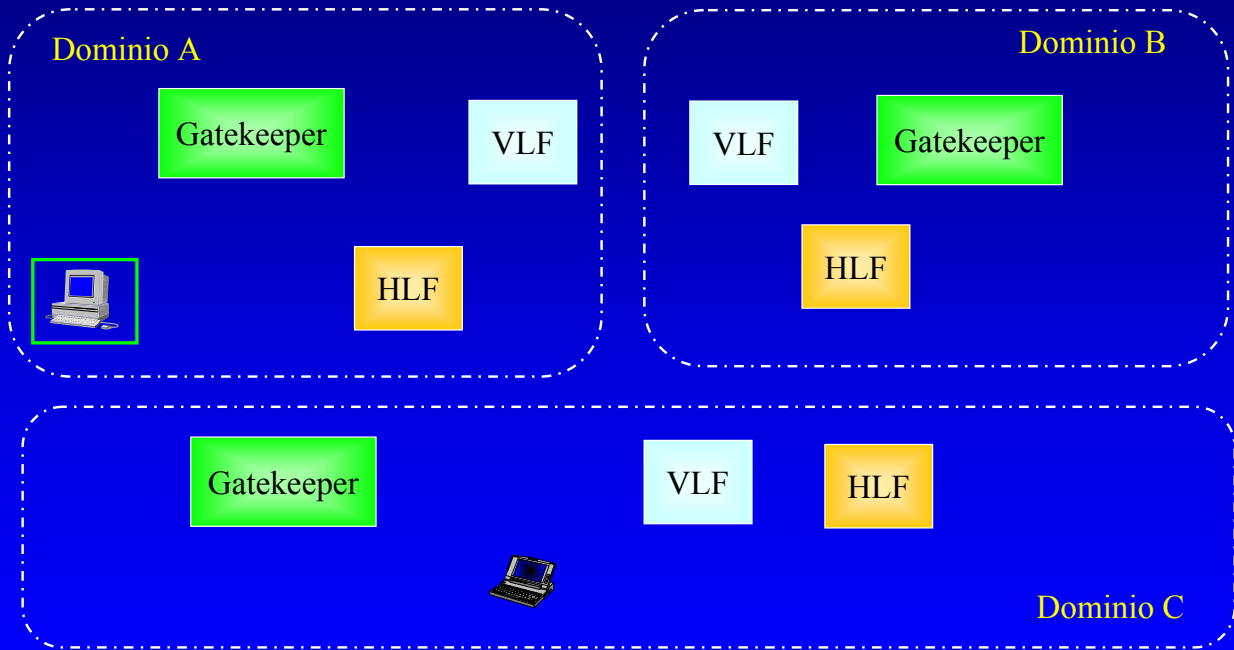 Dominio A
Gatekeeper
VLF
HLF
Dominio B
VLF
Gatekeeper
HLF
Gatekeeper
VLF
HLF
Dominio C